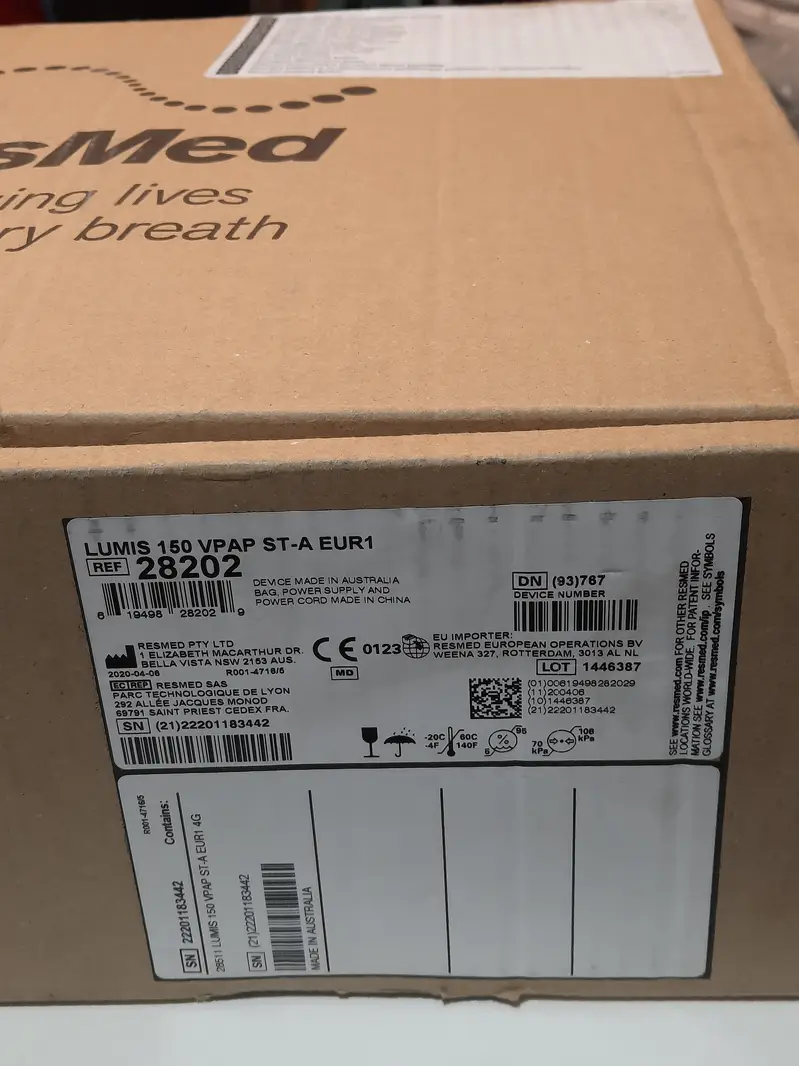 sMed
ing lives
ry breath
LUMIS 150 VPAP ST-A EUR1
REF 28202
6 19498 28202 9
DEVICE MADE IN AUSTRALIA
BAG, POWER SUPPLY AND
POWER CORD MADE IN CHINA
DN (93)767
DEVICE NUMBER
RESMED PTY LTD
1 ELIZABETH MACARTHUR DR.
BELLA VISTA NSW 2153 AUS.
2020-04-06 R001-4716/5
CE 0123
MD
EU IMPORTER:
RESMED EUROPEAN OPERATIONS BV
WEENA 327, ROTTERDAM, 3013 AL NL
LOT 1446387
EC REP RESMED SAS
PARC TECHNOLOGIQUE DE LYON
292 ALLÉE JACQUES MONOD
69791 SAINT PRIEST CEDEX FRA.
(01)00619498282029
(11)200406
(10)1446387
(21)22201183442
SN (21)22201183442
-20C 60C
-4F 140F
5 % 95
70 kPa 106 kPa
SEE www.resmed.com FOR OTHER RESMED
LOCATIONS WORLD-WIDE. FOR PATENT INFOR-
MATION SEE www.resmed.com/ip. SEE SYMBOLS
GLOSSARY AT www.resmed.com/symbols
R001-4716/5
Contains:
SN 22201183442
28511 LUMIS 150 VPAP ST-A EUR1 4G
SN (21)22201183442
MADE IN AUSTRALIA